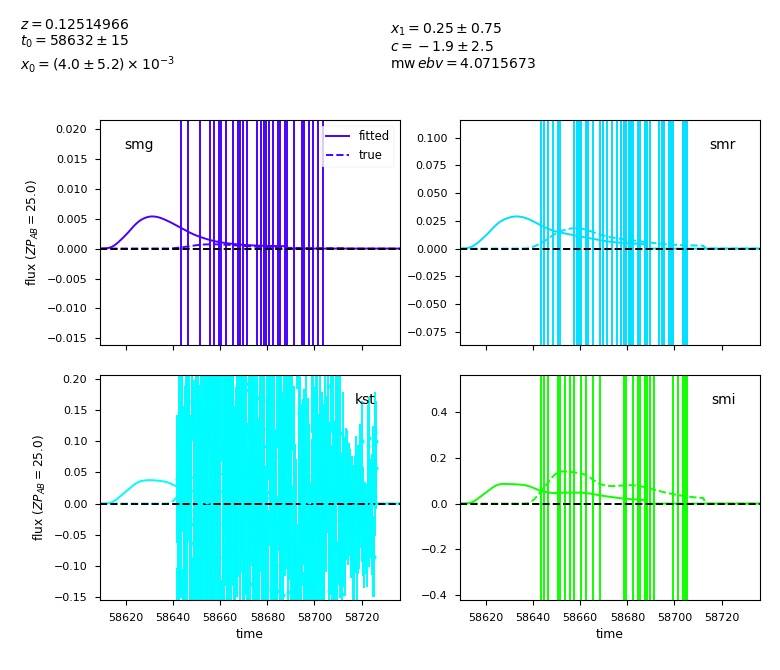 z = 0.12514966
t₀ = 58632 ± 15
x₀ = (4.0 ± 5.2) × 10⁻³
x₁ = 0.25 ± 0.75
c = −1.9 ± 2.5
mw ebv = 4.0715673
0.020
0.015
0.010
0.005
0.000
−0.005
−0.010
−0.015
flux (ZP_AB = 25.0)
smg
fitted
true
0.100
0.075
0.050
0.025
0.000
−0.025
−0.050
−0.075
smr
0.20
0.15
0.10
0.05
0.00
−0.05
−0.10
−0.15
flux (ZP_AB = 25.0)
kst
58620 58640 58660 58680 58700 58720
time
0.4
0.2
0.0
−0.2
−0.4
smi
58620 58640 58660 58680 58700 58720
time